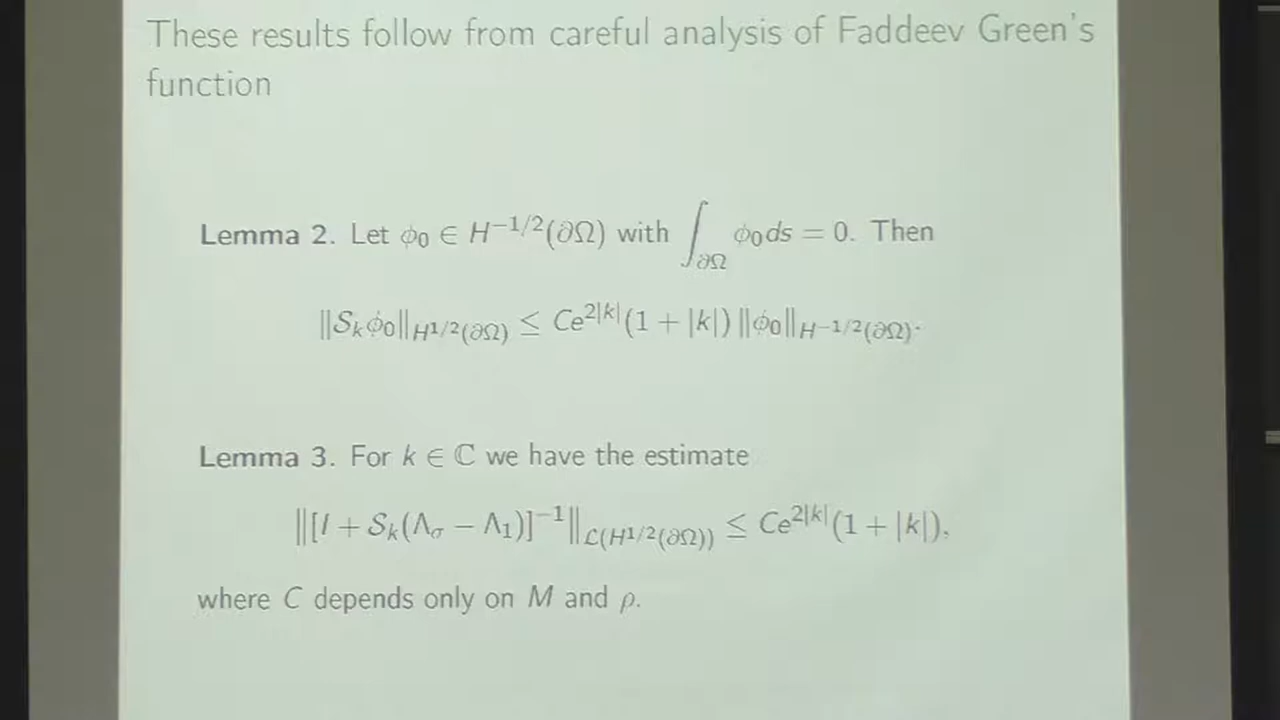 These results follow from careful analysis of Faddeev Green's
function
Lemma 2. Let ϕ₀ ∈ H^{−1/2}(∂Ω) with ∫_{∂Ω} ϕ₀ds = 0. Then
‖S_kϕ₀‖_{H^{1/2}(∂Ω)} ≤ Ce^{2|k|}(1 + |k|)‖ϕ₀‖_{H^{−1/2}(∂Ω)}.
Lemma 3. For k ∈ ℂ we have the estimate
‖[I + S_k(Λ_σ − Λ₁)]^{−1}‖_{L(H^{1/2}(∂Ω))} ≤ Ce^{2|k|}(1 + |k|),
where C depends only on M and ρ.